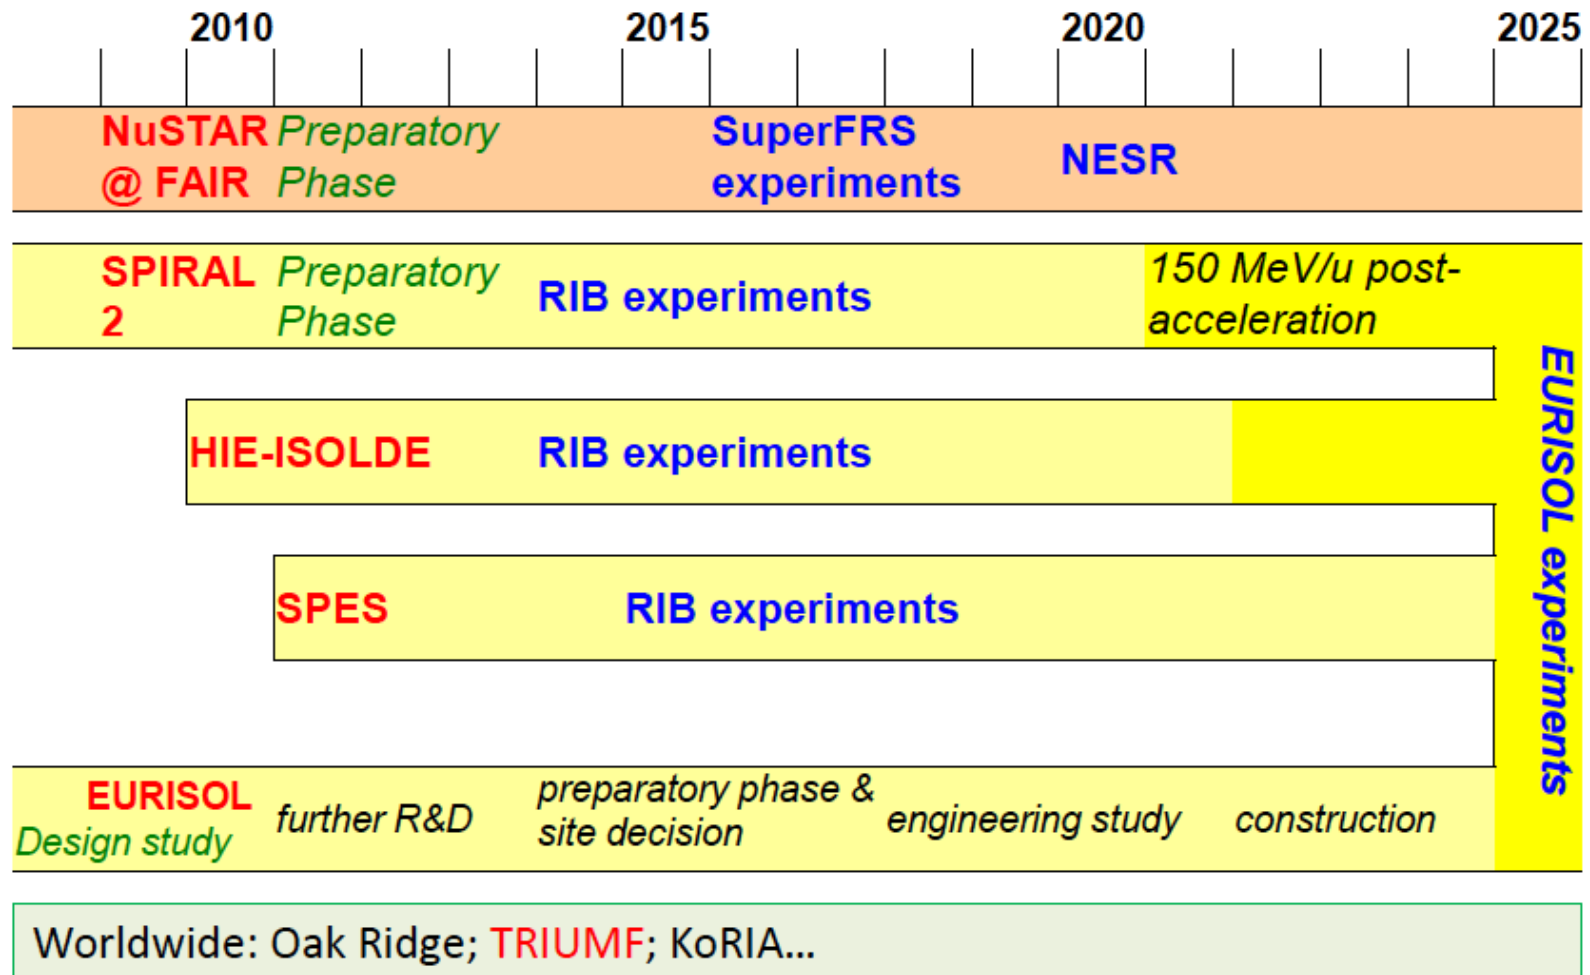 2010 2015 2020 2025
NuSTAR Preparatory SuperFRS
@ FAIR Phase experiments NESR
SPIRAL Preparatory RIB experiments 150 MeV/u post-
2 Phase acceleration
HIE-ISOLDE RIB experiments
SPES RIB experiments
EURISOL experiments
EURISOL further R&D preparatory phase & engineering study construction
Design study site decision
Worldwide: Oak Ridge; TRIUMF; KoRIA...